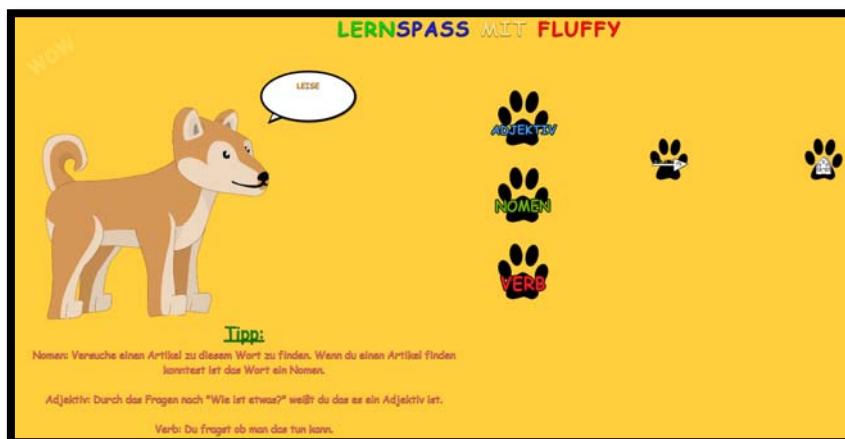 LERNSPASS MIT FLUFFY
WOW
LEISE
ADJEKTIV
NOMEN
VERB
Tipp:
Nomen: Versuche einen Artikel zu diesem Wort zu finden. Wenn du einen Artikel finden
konntest ist das Wort ein Nomen.
Adjektiv: Durch das Fragen nach "Wie ist etwas?" weißt du das es ein Adjektiv ist.
Verb: Du fragst ob man das tun kann.